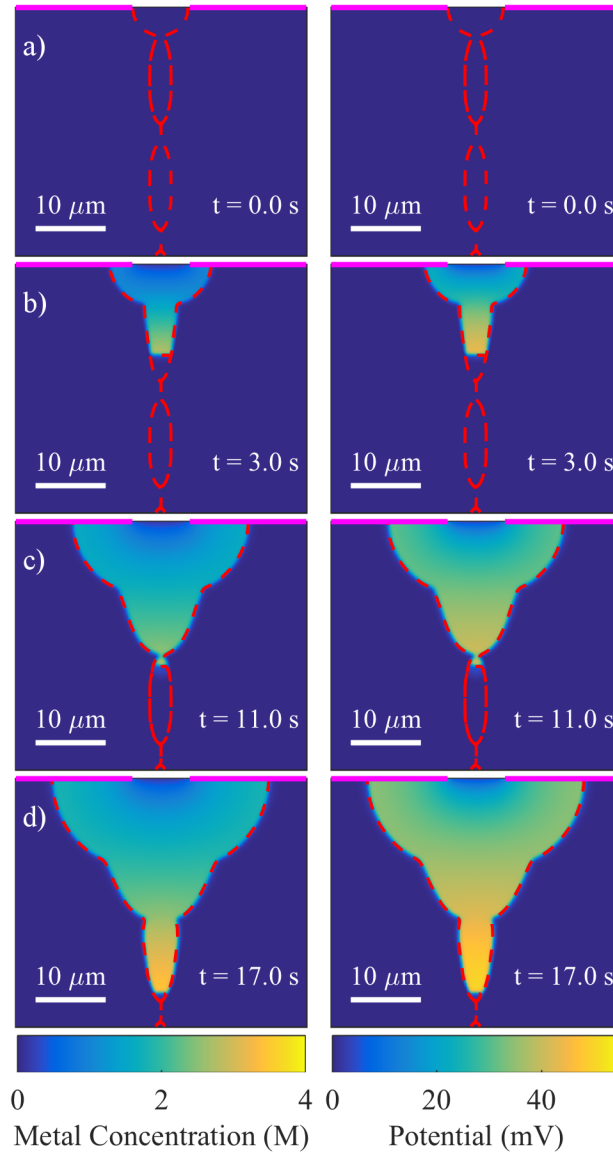 a)
10 μm t = 0.0 s 10 μm t = 0.0 s
b)
10 μm t = 3.0 s 10 μm t = 3.0 s
c)
10 μm t = 11.0 s 10 μm t = 11.0 s
d)
10 μm t = 17.0 s 10 μm t = 17.0 s
0 2 4 0 20 40
Metal Concentration (M) Potential (mV)